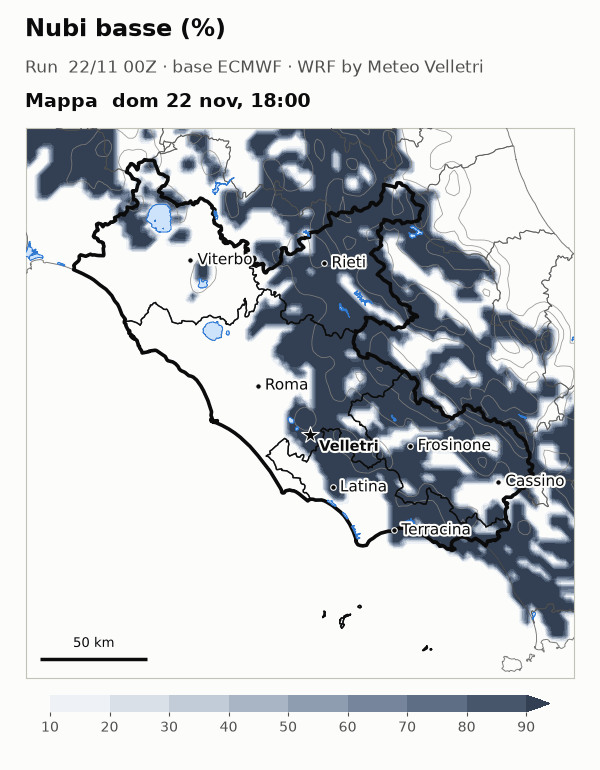 Nubi basse (%)
Run  22/11 00Z · base ECMWF · WRF by Meteo Velletri
Mappa  dom 22 nov, 18:00
Viterbo
Rieti
Roma
Velletri
Frosinone
Latina
Cassino
Terracina
50 km
10 20 30 40 50 60 70 80 90